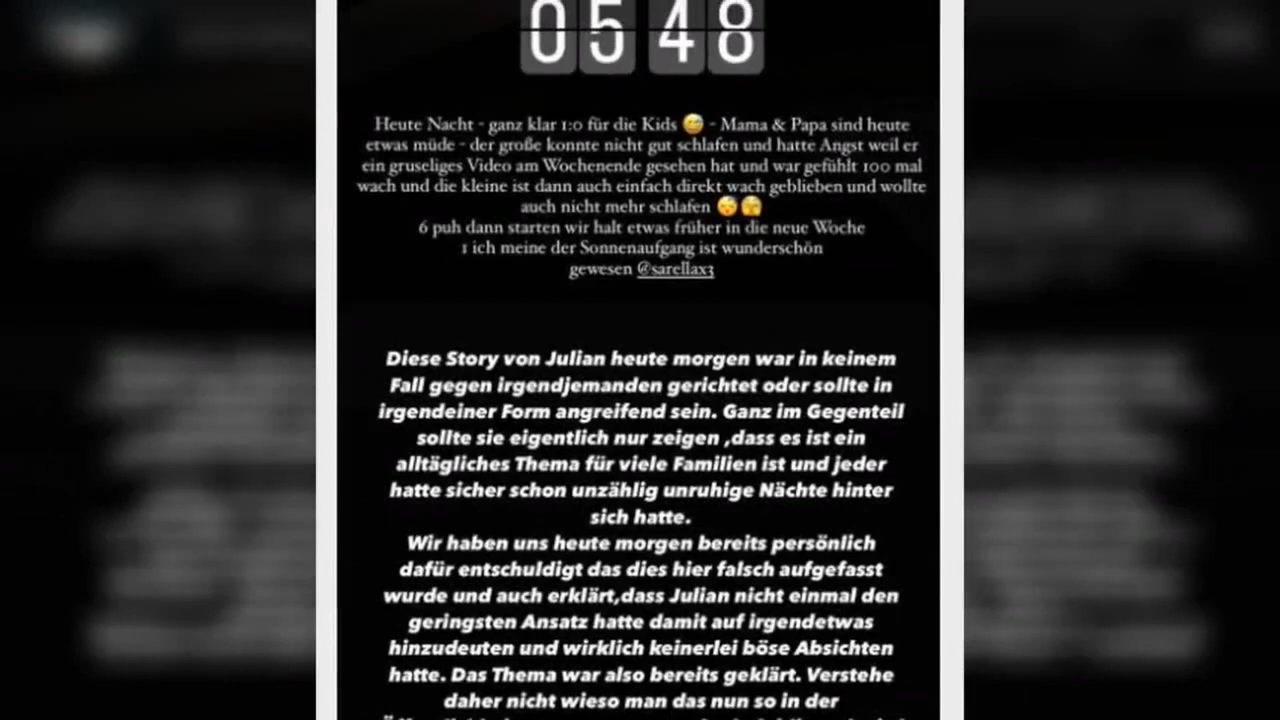 05 48
Heute Nacht - ganz klar 1:0 für die Kids 😅 - Mama & Papa sind heute
etwas müde - der große konnte nicht gut schlafen und hatte Angst weil er
ein gruseliges Video am Wochenende gesehen hat und war gefühlt 100 mal
wach und die kleine ist dann auch einfach direkt wach geblieben und wollte
auch nicht mehr schlafen 😴🫣
6 puh dann starten wir halt etwas früher in die neue Woche
1 ich meine der Sonnenaufgang ist wunderschön
gewesen @sarellax3
Diese Story von Julian heute morgen war in keinem
Fall gegen irgendjemanden gerichtet oder sollte in
irgendeiner Form angreifend sein. Ganz im Gegenteil
sollte sie eigentlich nur zeigen ,dass es ist ein
alltägliches Thema für viele Familien ist und jeder
hatte sicher schon unzählig unruhige Nächte hinter
sich hatte.
Wir haben uns heute morgen bereits persönlich
dafür entschuldigt das dies hier falsch aufgefasst
wurde und auch erklärt,dass Julian nicht einmal den
geringsten Ansatz hatte damit auf irgendetwas
hinzudeuten und wirklich keinerlei böse Absichten
hatte. Das Thema war also bereits geklärt. Verstehe
daher nicht wieso man das nun so in der